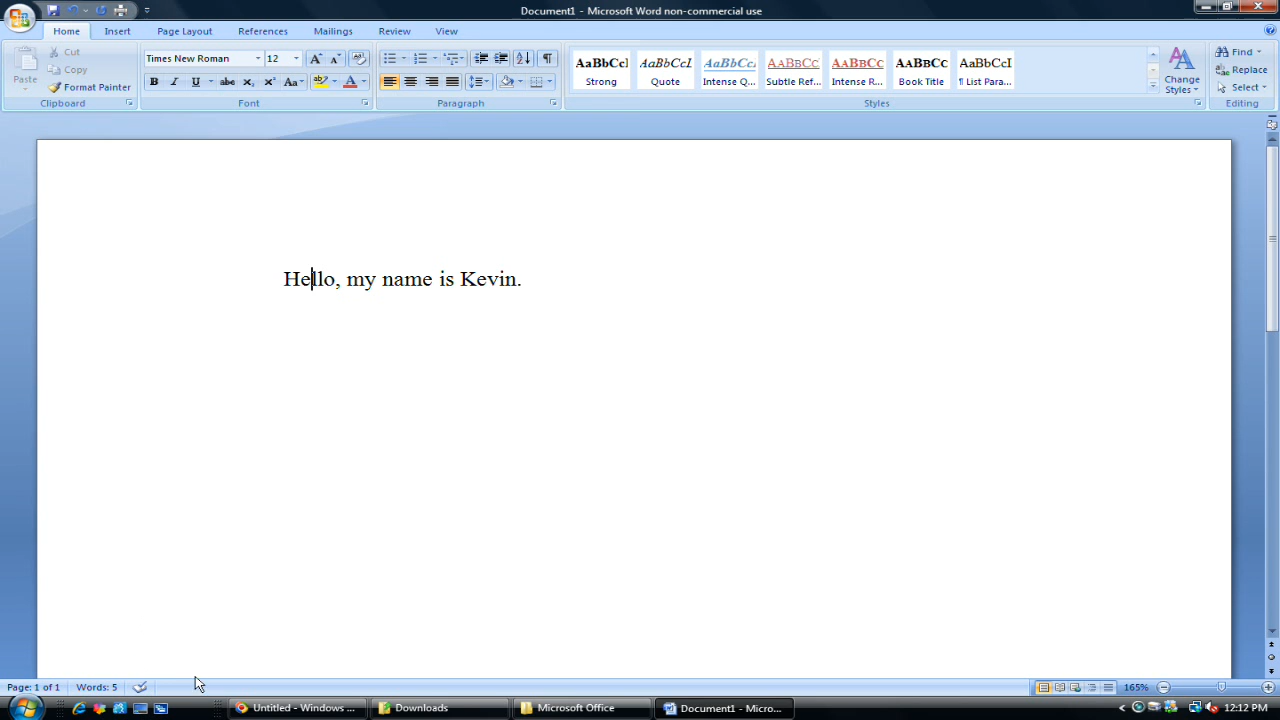 Document1 - Microsoft Word non-commercial use
Home Insert Page Layout References Mailings Review View
Paste
Cut
Copy
Format Painter
Clipboard
Times New Roman 12
Font
Paragraph
AaBbCcI AaBbCcI AaBbCcI AaBbCcI AaBbCc AaBbCc AaBbCcI
Strong Quote Intense Q... Subtle Ref... Intense R... Book Title ¶ List Para...
Change
Styles
Styles
Find
Replace
Select
Editing
Hello, my name is Kevin.
Page: 1 of 1 Words: 5 165%
Untitled - Windows ... Downloads Microsoft Office Document1 - Micro... 12:12 PM